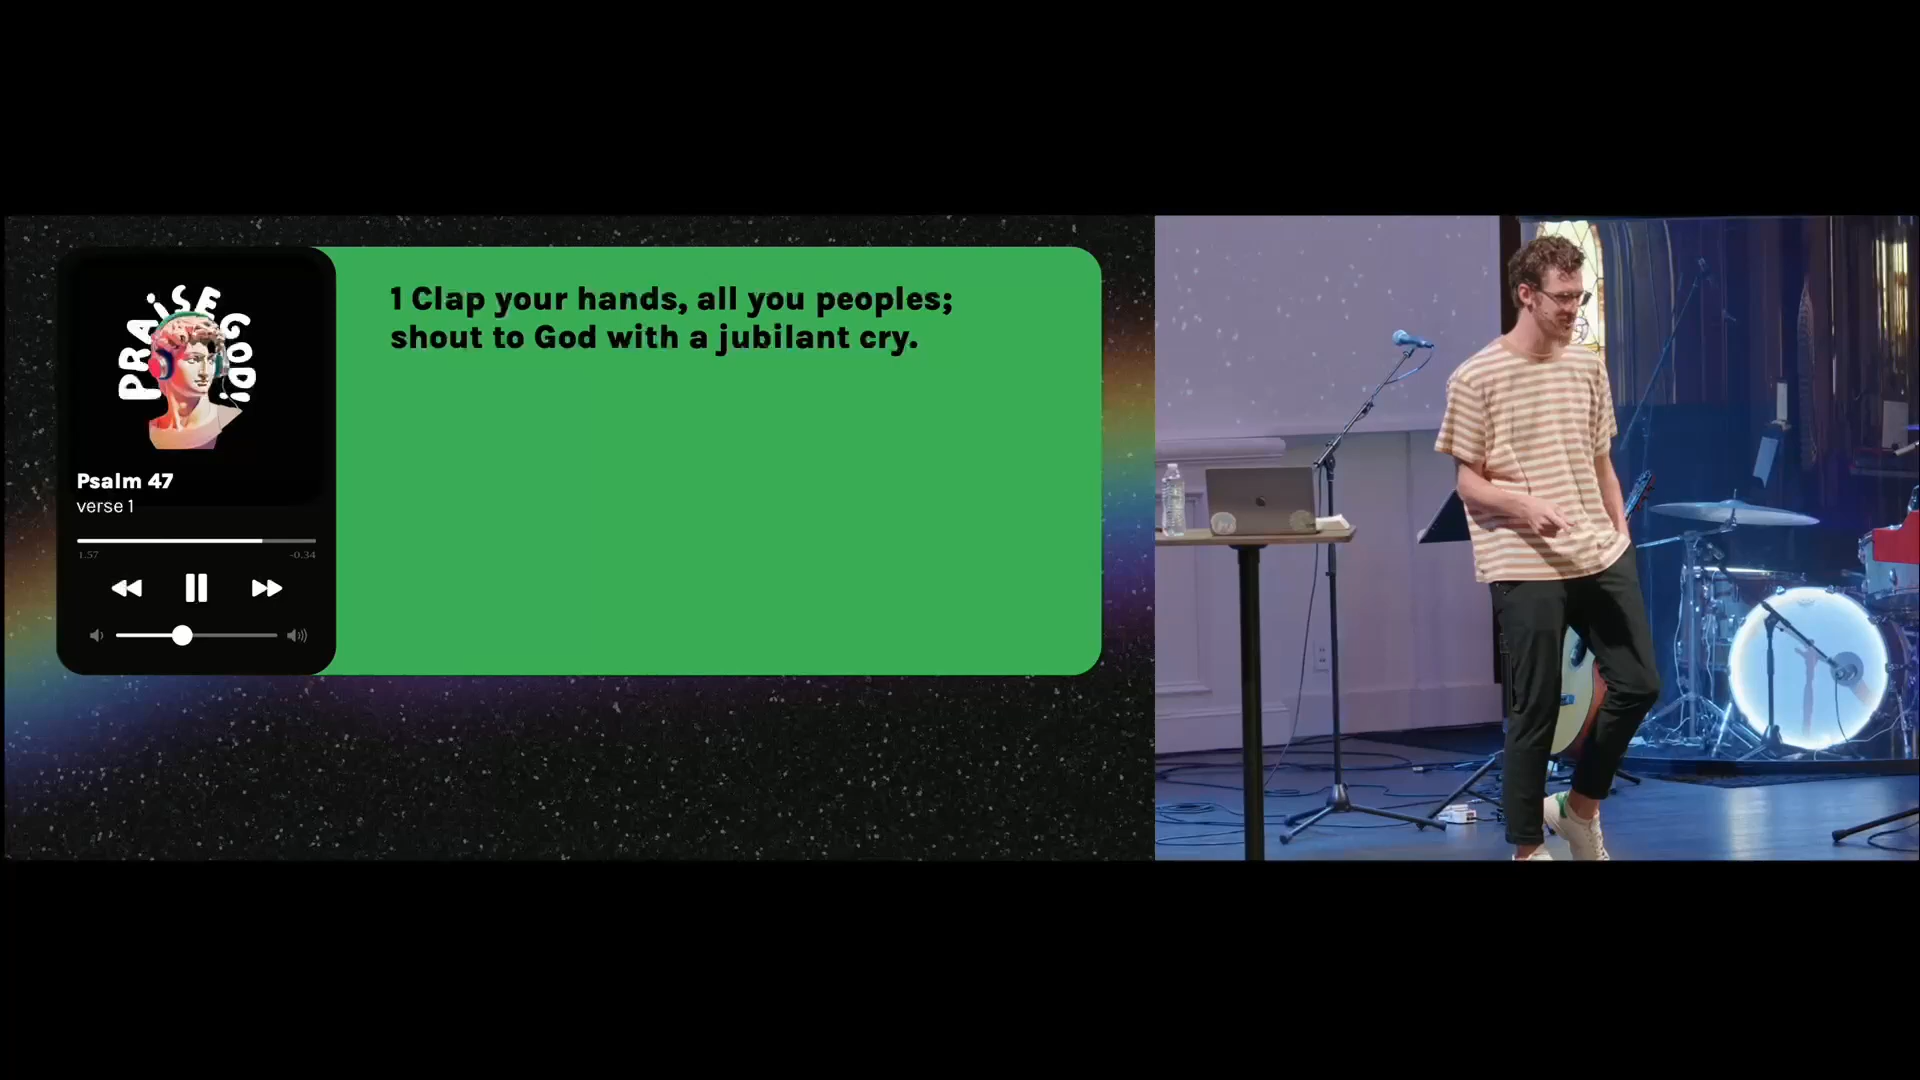 PRAiSE GOD!
Psalm 47
verse 1
1.57
-0.34
1 Clap your hands, all you peoples;
shout to God with a jubilant cry.